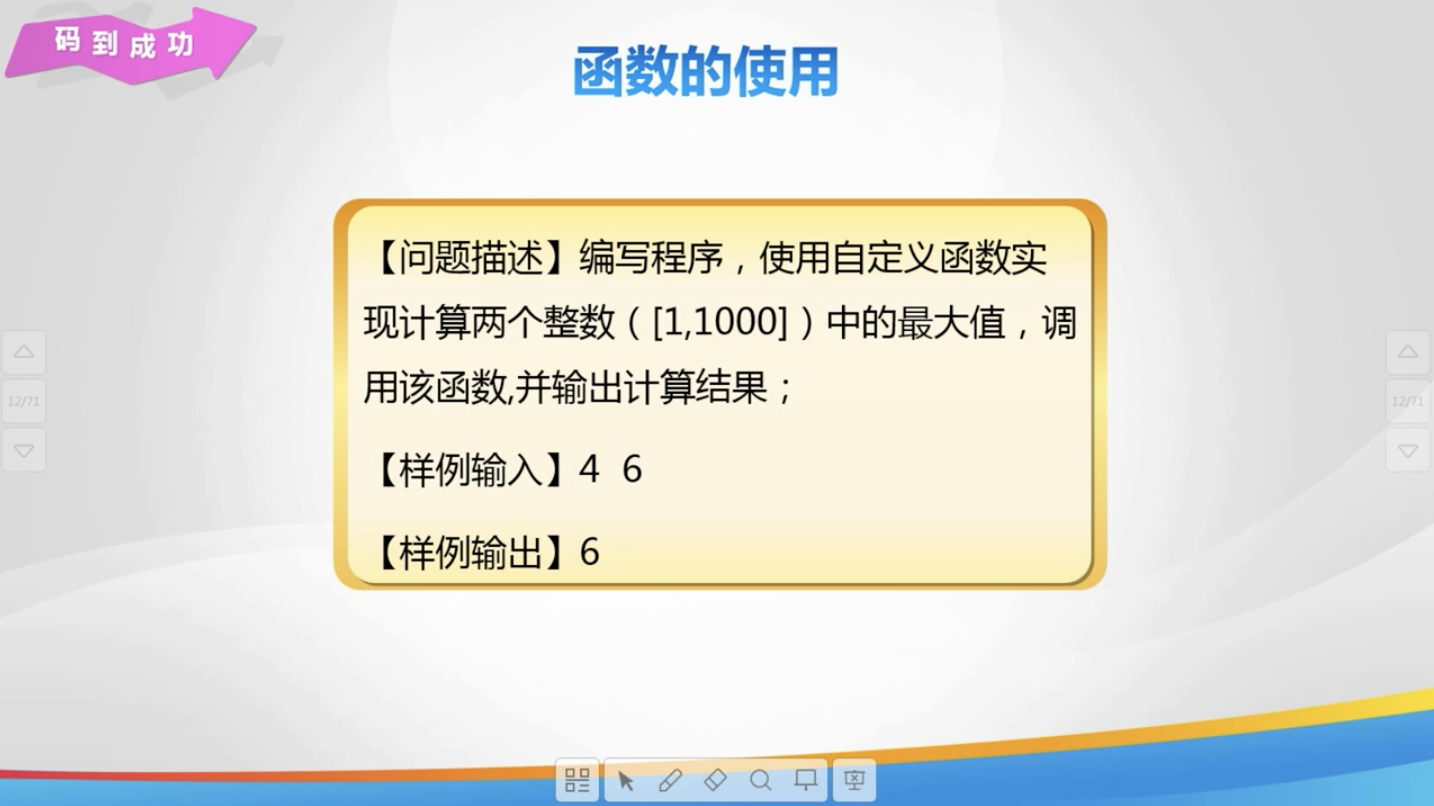 码到成功
函数的使用
【问题描述】编写程序，使用自定义函数实
现计算两个整数（[1,1000]）中的最大值，调
用该函数,并输出计算结果；
【样例输入】4  6
【样例输出】6
12/71
12/71